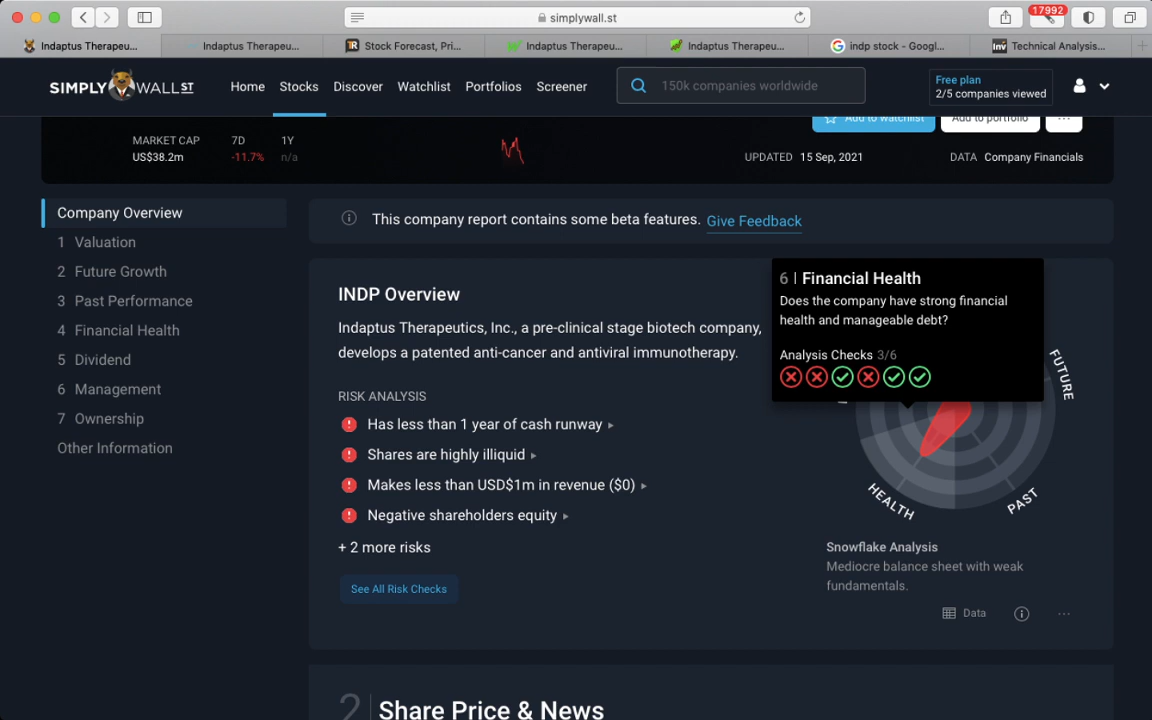 17992
simplywall.st
Indaptus Therapeu...
Indaptus Therapeu...
TR Stock Forecast, Pri...
Indaptus Therapeu...
Indaptus Therapeu...
indp stock - Googl...
Inv Technical Analysis...
SIMPLY WALL ST
Home Stocks Discover Watchlist Portfolios Screener
150k companies worldwide
Free plan
2/5 companies viewed
Add to watchlist
Add to portfolio
MARKET CAP
US$38.2m
7D
-11.7%
1Y
n/a
UPDATED 15 Sep, 2021
DATA Company Financials
Company Overview
1 Valuation
2 Future Growth
3 Past Performance
4 Financial Health
5 Dividend
6 Management
7 Ownership
Other Information
This company report contains some beta features. Give Feedback
INDP Overview
Indaptus Therapeutics, Inc., a pre-clinical stage biotech company,
develops a patented anti-cancer and antiviral immunotherapy.
RISK ANALYSIS
Has less than 1 year of cash runway
Shares are highly illiquid
Makes less than USD$1m in revenue ($0)
Negative shareholders equity
+ 2 more risks
See All Risk Checks
6 | Financial Health
Does the company have strong financial
health and manageable debt?
Analysis Checks 3/6
FUTURE
HEALTH
PAST
Snowflake Analysis
Mediocre balance sheet with weak
fundamentals.
Data
2 Share Price & News